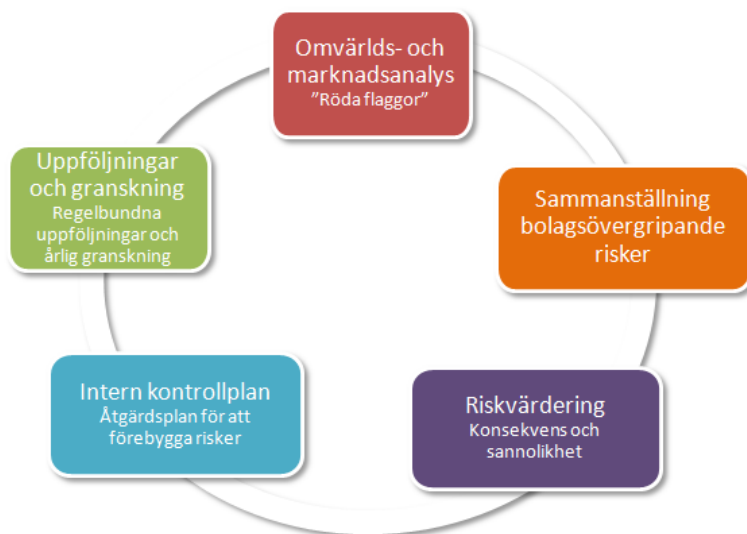 Omvärlds- och
marknadsanalys
”Röda flaggor”
Sammanställning
bolagsövergripande
risker
Riskvärdering
Konsekvens och
sannolikhet
Intern kontrollplan
Åtgärdsplan för att
förebygga risker
Uppföljningar
och granskning
Regelbundna
uppföljningar och
årlig granskning